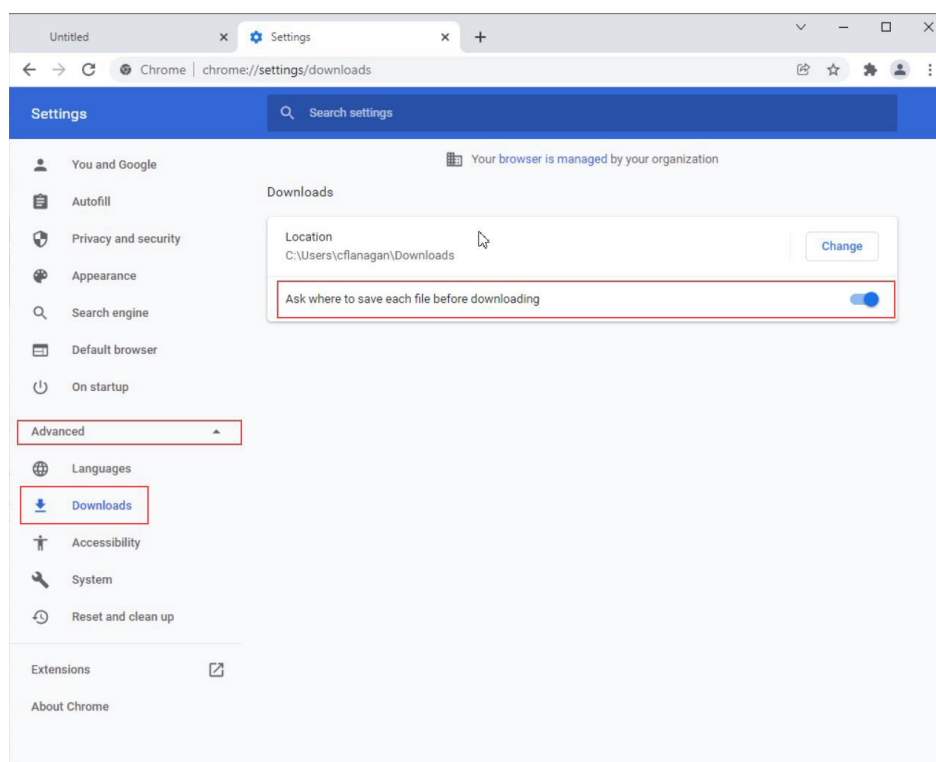 Untitled
Settings
Chrome | chrome://settings/downloads
Settings
Search settings
You and Google
Autofill
Privacy and security
Appearance
Search engine
Default browser
On startup
Advanced
Languages
Downloads
Accessibility
System
Reset and clean up
Extensions
About Chrome
Your browser is managed by your organization
Downloads
Location
C:\Users\cflanagan\Downloads
Change
Ask where to save each file before downloading